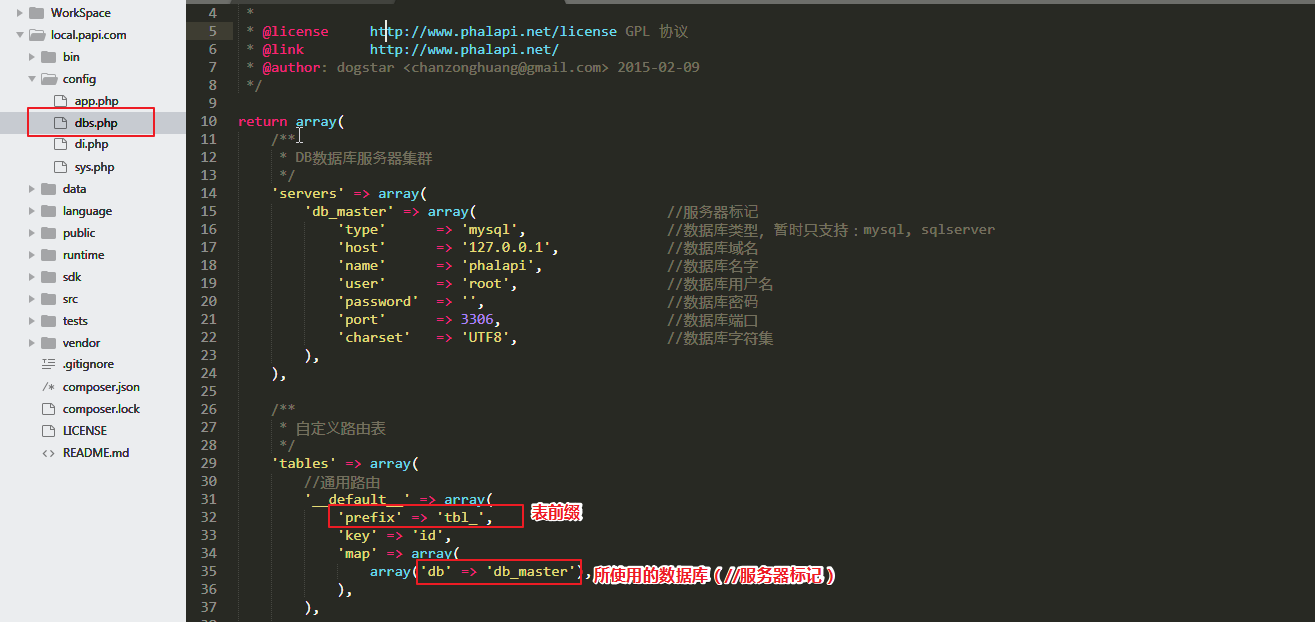 WorkSpace
local.papi.com
bin
config
app.php
dbs.php
di.php
sys.php
data
language
public
runtime
sdk
src
tests
vendor
.gitignore
/* composer.json
composer.lock
LICENSE
<> README.md
4 *
5 * @license http://www.phalapi.net/license GPL 协议
6 * @link http://www.phalapi.net/
7 * @author: dogstar <chanzonghuang@gmail.com> 2015-02-09
8 */
9
10 return array(
11 /**
12 * DB数据库服务器集群
13 */
14 'servers' => array(
15 'db_master' => array( //服务器标记
16 'type' => 'mysql', //数据库类型，暂时只支持：mysql, sqlserver
17 'host' => '127.0.0.1', //数据库域名
18 'name' => 'phalapi', //数据库名字
19 'user' => 'root', //数据库用户名
20 'password' => '', //数据库密码
21 'port' => 3306, //数据库端口
22 'charset' => 'UTF8', //数据库字符集
23 ),
24 ),
25
26 /**
27 * 自定义路由表
28 */
29 'tables' => array(
30 //通用路由
31 '__default__' => array(
32 'prefix' => 'tbl_', 表前缀
33 'key' => 'id',
34 'map' => array(
35 array('db' => 'db_master'), 所使用的数据库（//服务器标记）
36 ),
37 ),